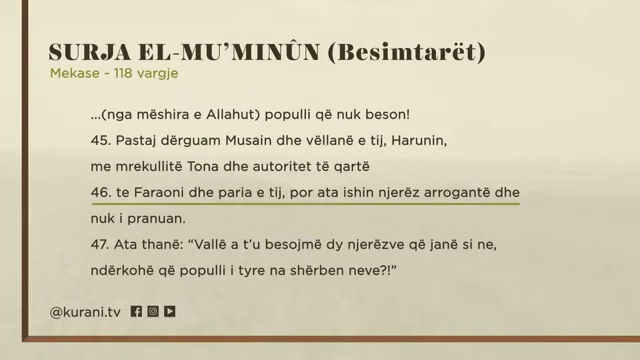 SURJA EL-MU’MINÛN (Besimtarët)
Mekase - 118 vargje
...(nga mëshira e Allahut) populli që nuk beson!
45. Pastaj dërguam Musain dhe vëllanë e tij, Harunin,
me mrekullitë Tona dhe autoritet të qartë
46. te Faraoni dhe paria e tij, por ata ishin njerëz arrogantë dhe
nuk i pranuan.
47. Ata thanë: “Vallë a t’u besojmë dy njerëzve që janë si ne,
ndërkohë që populli i tyre na shërben neve?!”
@kurani.tv